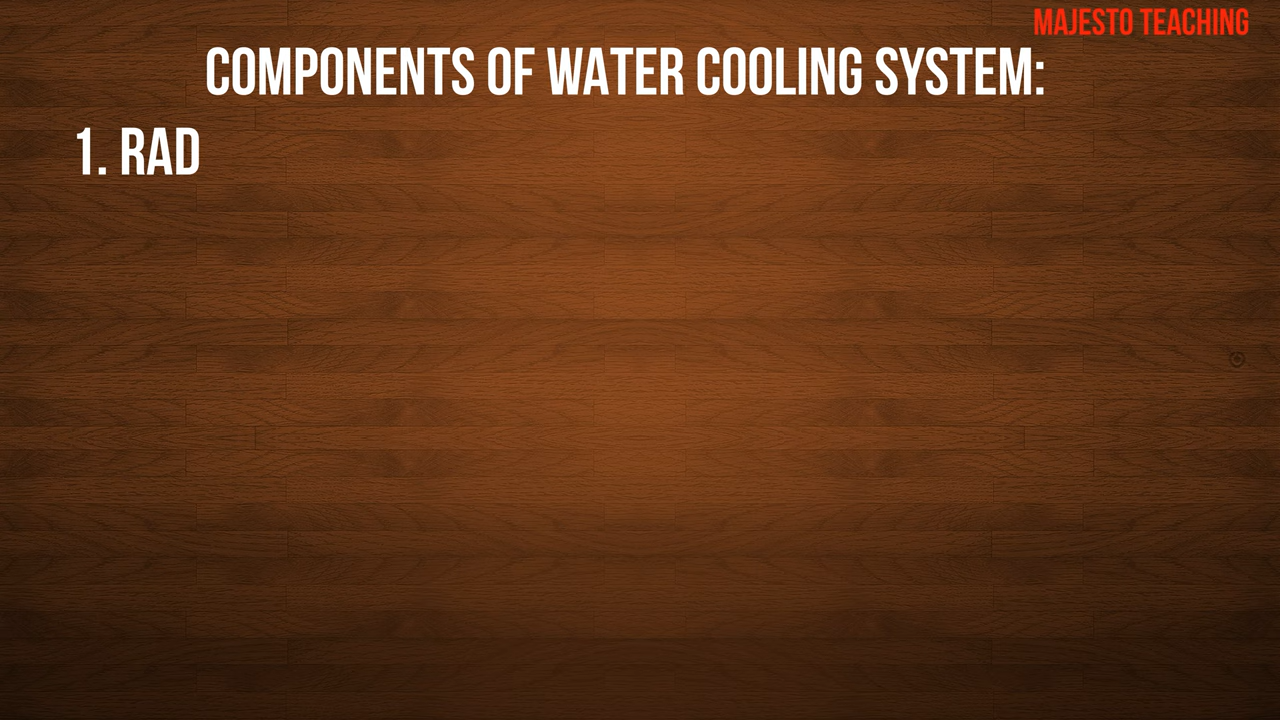 MAJESTO TEACHING
COMPONENTS OF WATER COOLING SYSTEM:
1. RAD